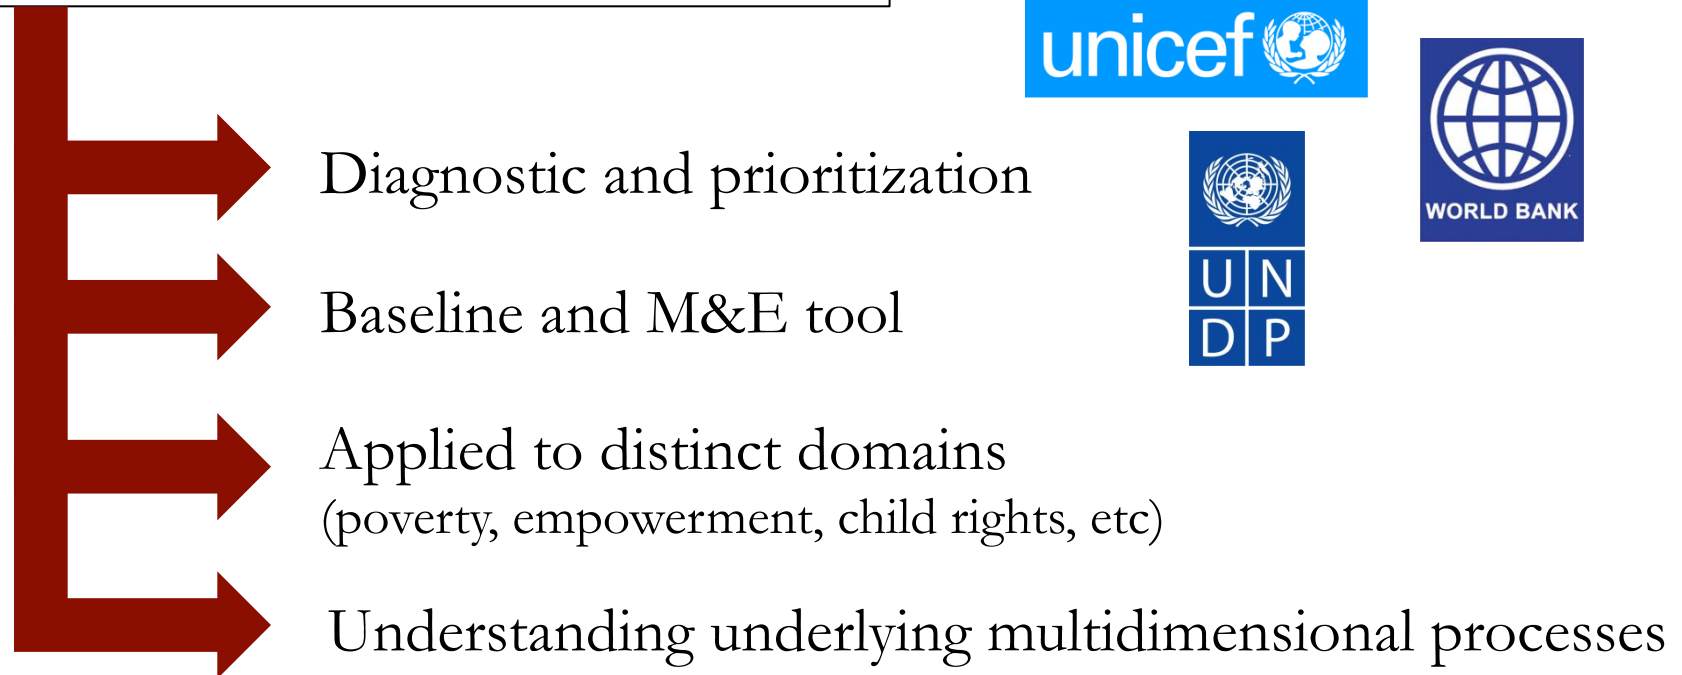 unicef
WORLD BANK
Diagnostic and prioritization
U N
D P
Baseline and M&E tool
Applied to distinct domains
(poverty, empowerment, child rights, etc)
Understanding underlying multidimensional processes